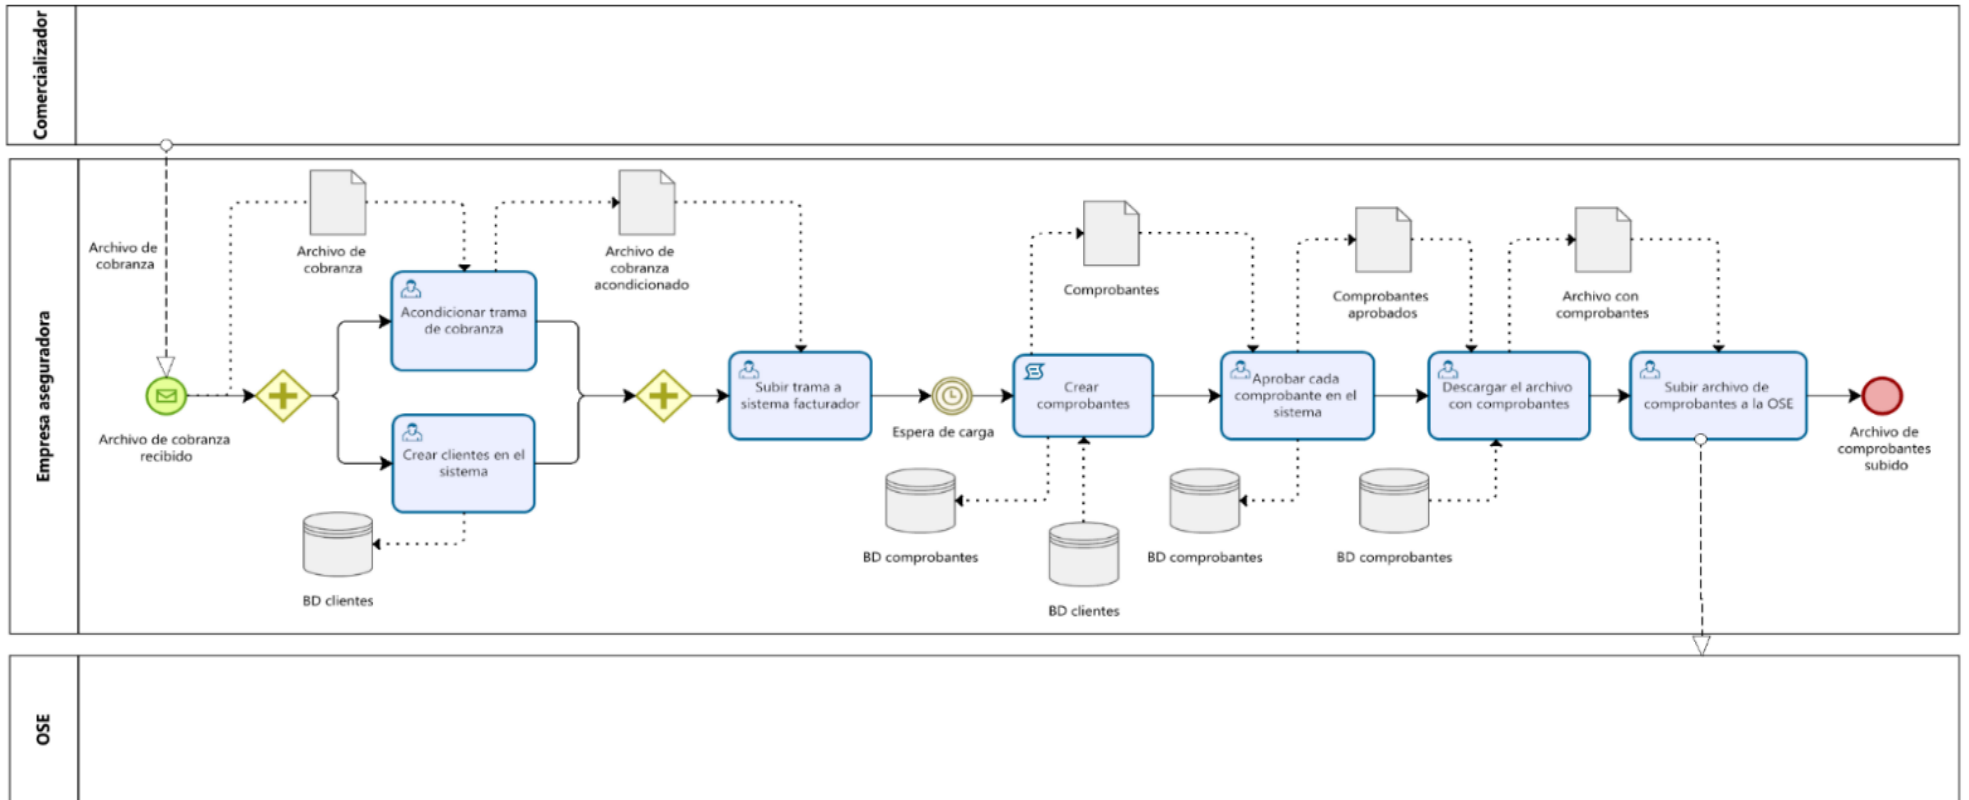 Comercializador
Empresa aseguradora
Archivo de
cobranza
Archivo de cobranza
recibido
Archivo de
cobranza
Acondicionar trama
de cobranza
Crear clientes en el
sistema
BD clientes
Archivo de
cobranza
acondicionado
Subir trama a
sistema facturador
Espera de carga
Crear
comprobantes
BD comprobantes
BD clientes
Comprobantes
Aprobar cada
comprobante en el
sistema
BD comprobantes
Comprobantes
aprobados
Descargar el archivo
con comprobantes
BD comprobantes
Archivo con
comprobantes
Subir archivo de
comprobantes a la OSE
Archivo de
comprobantes
subido
OSE